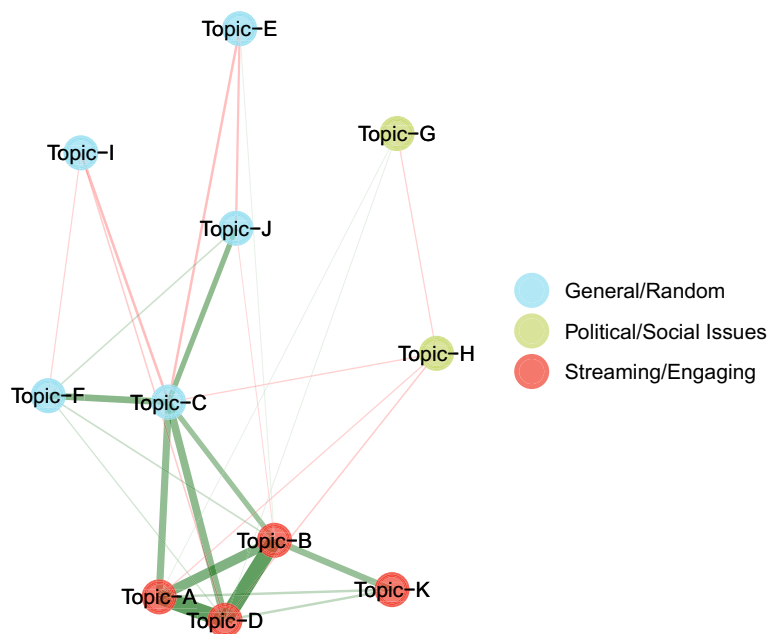 Topic-E
Topic-G
Topic-I
Topic-J
General/Random
Political/Social Issues
Topic-H
Streaming/Engaging
Topic-F
Topic-C
Topic-B
Topic-K
Topic-A
Topic-D